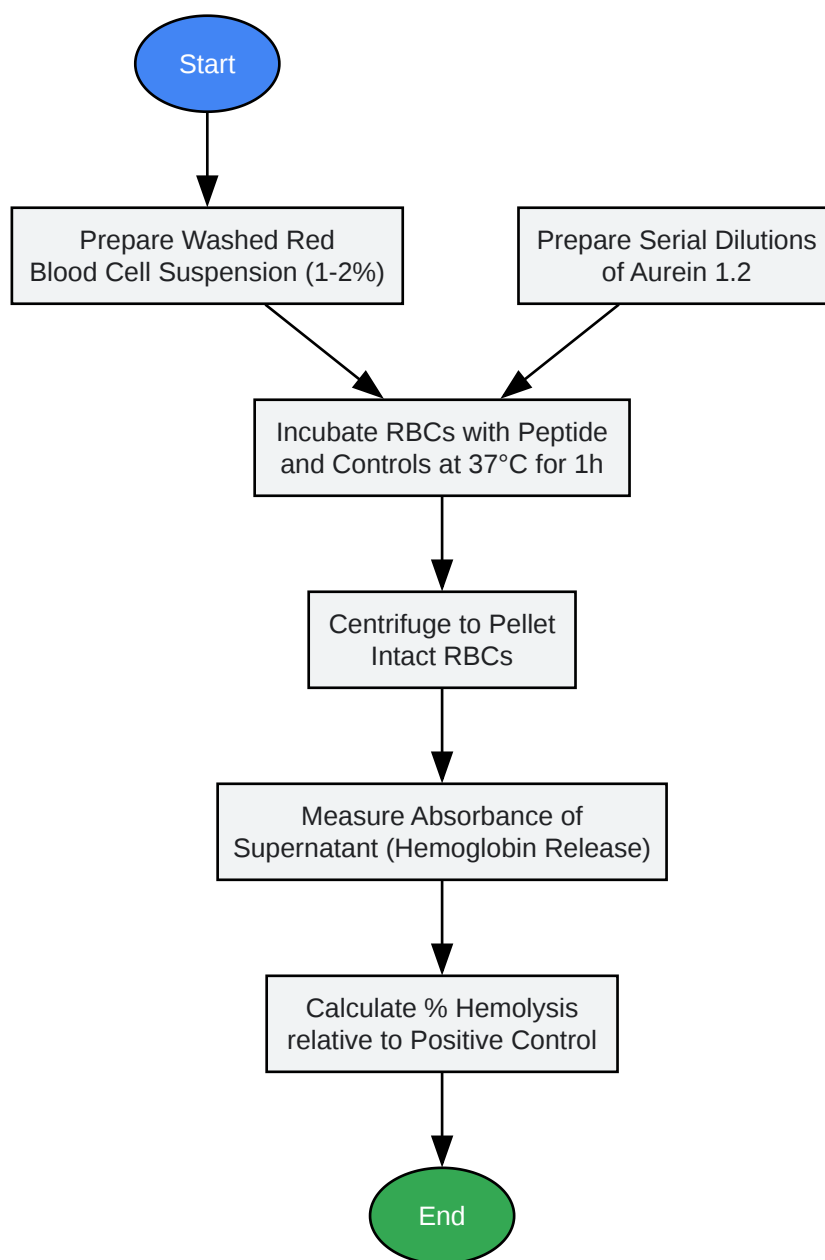 Start
Prepare Washed Red
Blood Cell Suspension (1-2%)
Prepare Serial Dilutions
of Aurein 1.2
Incubate RBCs with Peptide
and Controls at 37°C for 1h
Centrifuge to Pellet
Intact RBCs
Measure Absorbance of
Supernatant (Hemoglobin Release)
Calculate % Hemolysis
relative to Positive Control
End